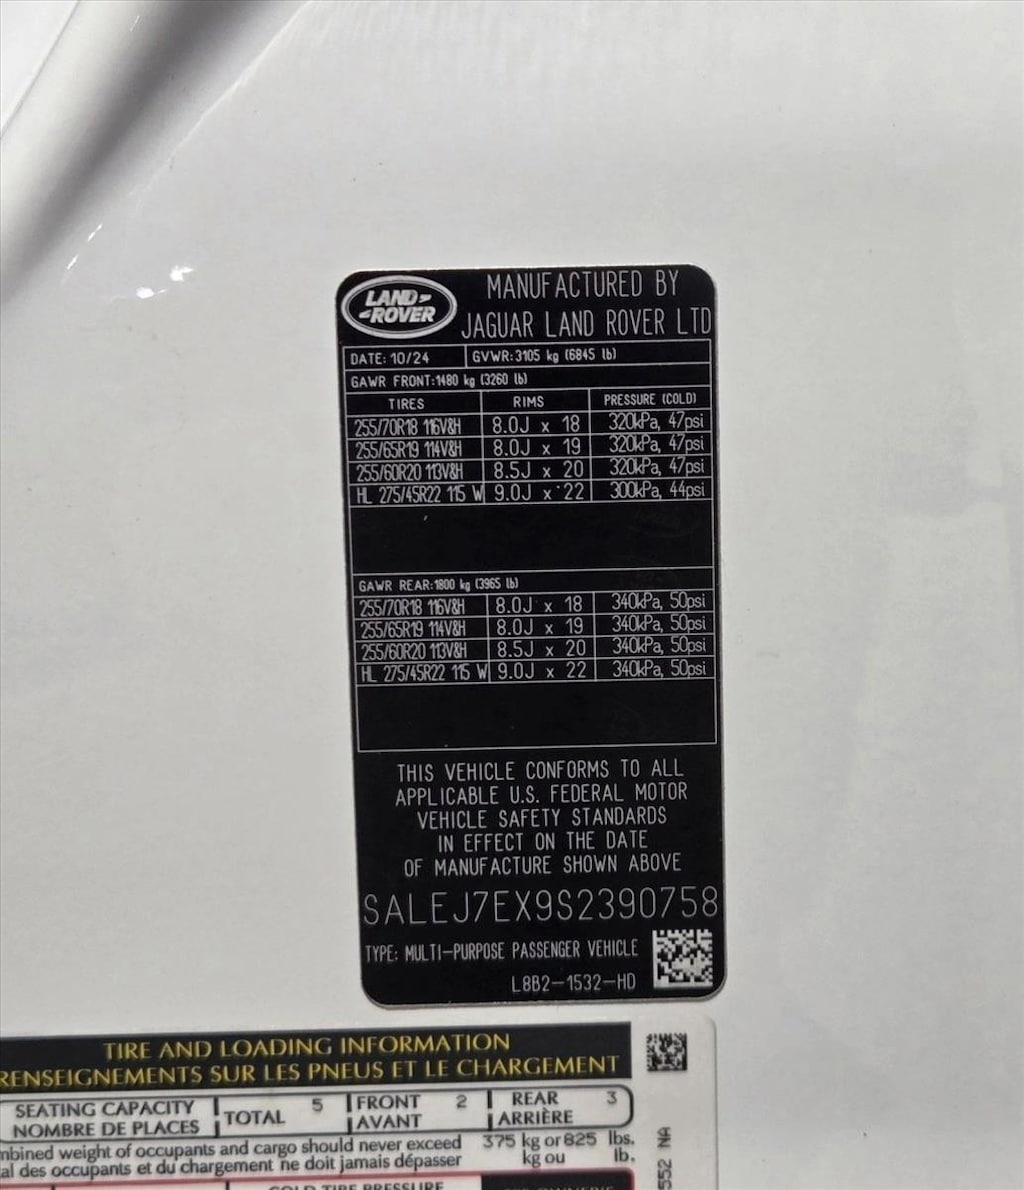 LAND-
-ROVER
MANUFACTURED BY
JAGUAR LAND ROVER LTD
DATE: 10/24 GVWR: 3105 kg (6845 lb)
GAWR FRONT: 1480 kg (3260 lb)
TIRES RIMS PRESSURE (COLD)
255/70R18 116V&H 8.0J x 18 320kPa, 47psi
255/65R19 114V&H 8.0J x 19 320kPa, 47psi
255/60R20 113V&H 8.5J x 20 320kPa, 47psi
HL 275/45R22 115 W 9.0J x 22 300kPa, 44psi
GAWR REAR: 1800 kg (3965 lb)
255/70R18 116V&H 8.0J x 18 340kPa, 50psi
255/65R19 114V&H 8.0J x 19 340kPa, 50psi
255/60R20 113V&H 8.5J x 20 340kPa, 50psi
HL 275/45R22 115 W 9.0J x 22 340kPa, 50psi
THIS VEHICLE CONFORMS TO ALL
APPLICABLE U.S. FEDERAL MOTOR
VEHICLE SAFETY STANDARDS
IN EFFECT ON THE DATE
OF MANUFACTURE SHOWN ABOVE
SALEJ7EX9S2390758
TYPE: MULTI-PURPOSE PASSENGER VEHICLE
L8B2-1532-HD
TIRE AND LOADING INFORMATION
RENSEIGNEMENTS SUR LES PNEUS ET LE CHARGEMENT
SEATING CAPACITY TOTAL 5 FRONT 2 REAR 3
NOMBRE DE PLACES AVANT ARRIÈRE
weight of occupants and cargo should never exceed 375 kg or 825 lbs.
des occupants et du chargement ne doit jamais dépasser kg ou lb.
552 NA
COLD TIRE PRESSURE